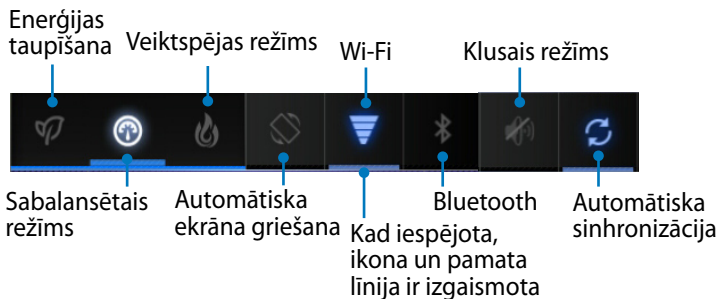 Enerģijas
taupīšana
Veiktspējas režīms
Wi-Fi
Klusais režīms
Sabalansētais
režīms
Automātiska
ekrāna griešana
Kad iespējota,
ikona un pamata
līnija ir izgaismota
Bluetooth
Automātiska
sinhronizācija